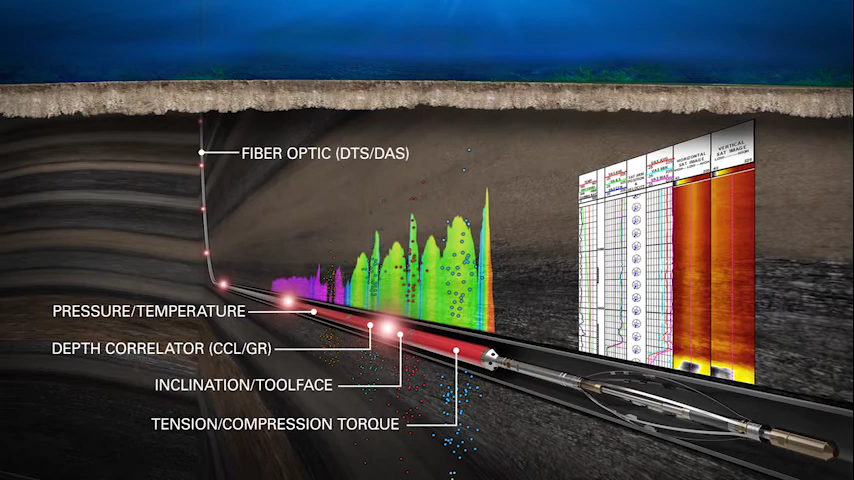 FIBER OPTIC (DTS/DAS)
HORIZONTAL
SAT IMAGE
VERTICAL
SAT IMAGE
PRESSURE/TEMPERATURE
DEPTH CORRELATOR (CCL/GR)
INCLINATION/TOOLFACE
TENSION/COMPRESSION TORQUE